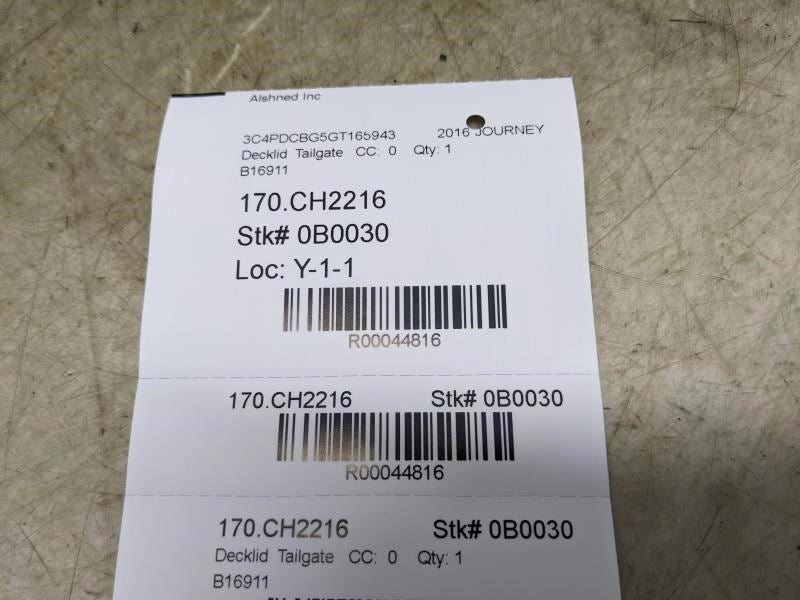 Alshned Inc
3C4PDCBG5GT165943 2016 JOURNEY
Decklid Tailgate CC: 0 Qty: 1
B16911
170.CH2216
Stk# 0B0030
Loc: Y-1-1
R00044816
170.CH2216 Stk# 0B0030
R00044816
170.CH2216 Stk# 0B0030
Decklid Tailgate CC: 0 Qty: 1
B16911